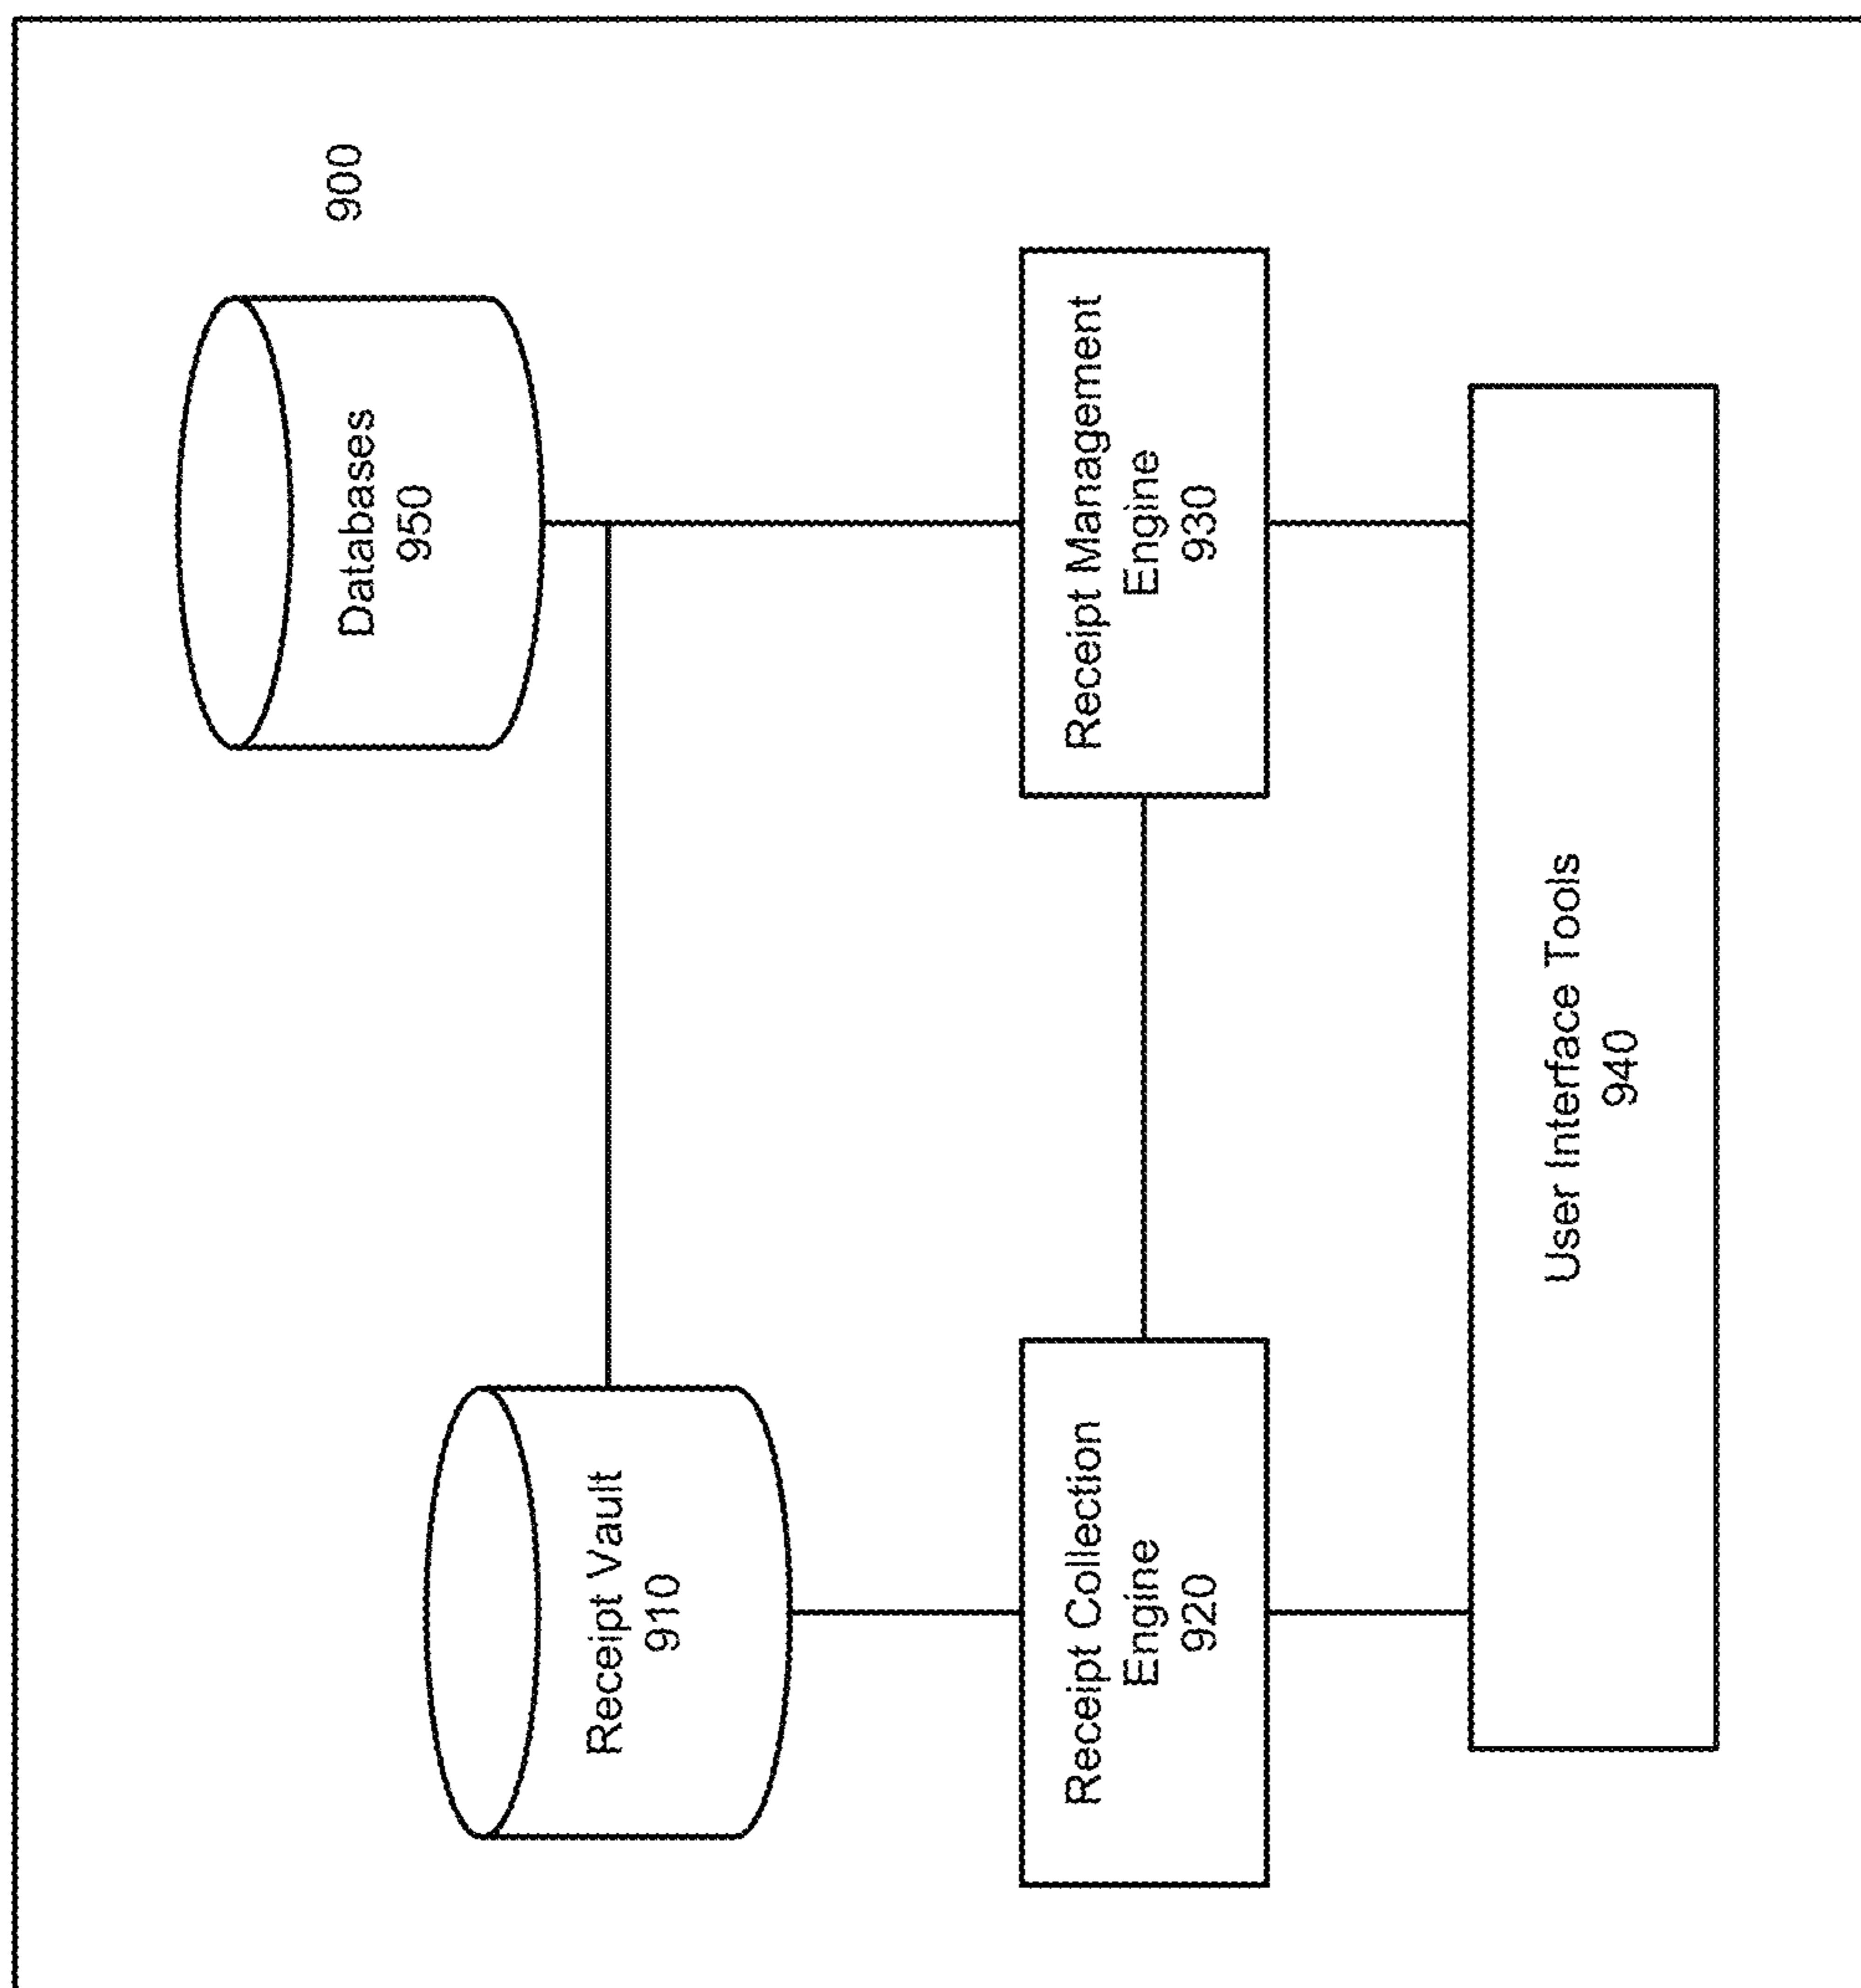 900
Databases
950
Receipt Vault
910
Receipt Collection
Engine
920
Receipt Management
Engine
930
User Interface Tools
940